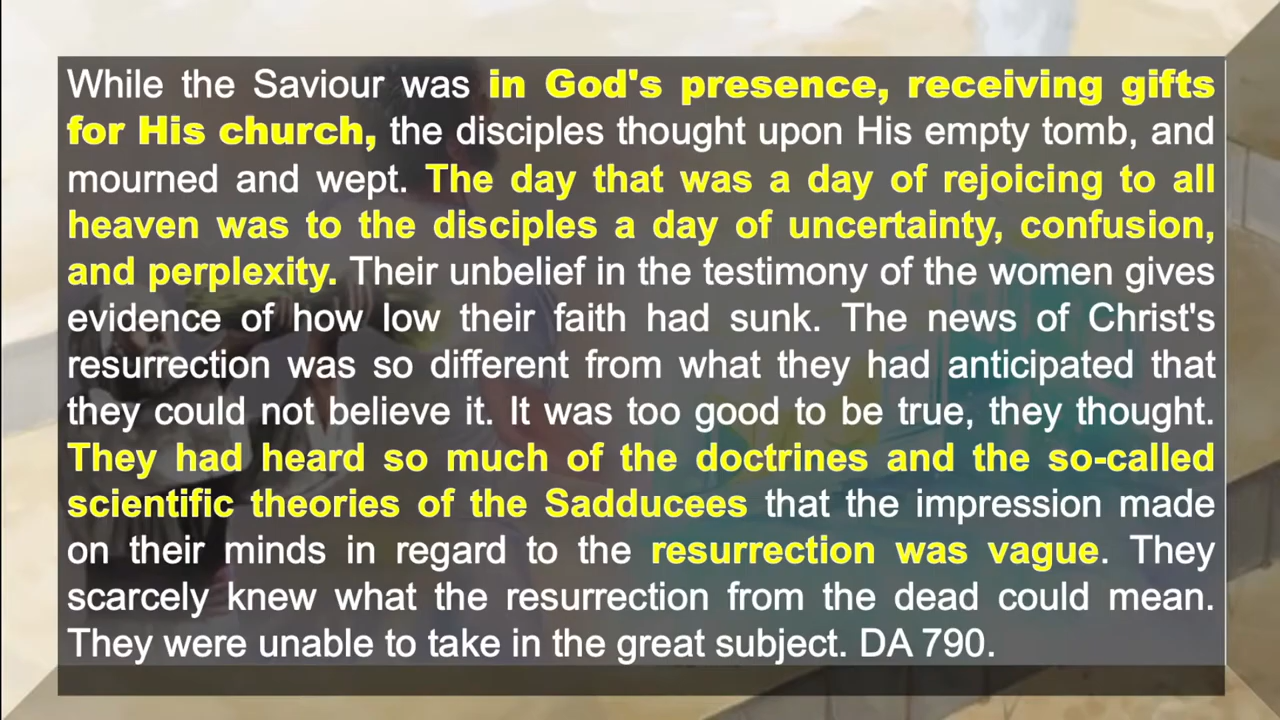 While the Saviour was in God's presence, receiving gifts
for His church, the disciples thought upon His empty tomb, and
mourned and wept. The day that was a day of rejoicing to all
heaven was to the disciples a day of uncertainty, confusion,
and perplexity. Their unbelief in the testimony of the women gives
evidence of how low their faith had sunk. The news of Christ's
resurrection was so different from what they had anticipated that
they could not believe it. It was too good to be true, they thought.
They had heard so much of the doctrines and the so-called
scientific theories of the Sadducees that the impression made
on their minds in regard to the resurrection was vague. They
scarcely knew what the resurrection from the dead could mean.
They were unable to take in the great subject. DA 790.